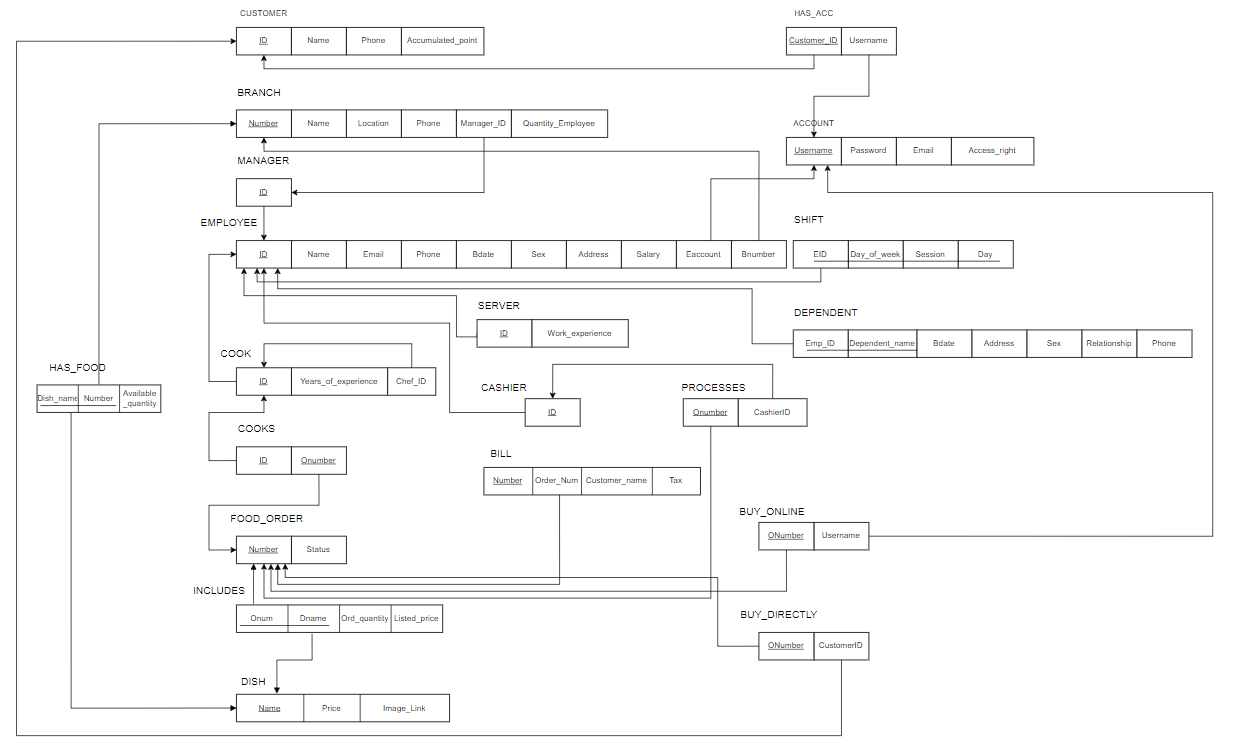 CUSTOMER
HAS_ACC
ID Name Phone Accumulated_point
Customer_ID Username
BRANCH
Number Name Location Phone Manager_ID Quantity_Employee
ACCOUNT
Username Password Email Access_right
MANAGER
ID
EMPLOYEE
SHIFT
ID Name Email Phone Bdate Sex Address Salary Eaccount Bnumber
EID Day_of_week Session Day
SERVER
ID Work_experience
DEPENDENT
Emp_ID Dependent_name Bdate Address Sex Relationship Phone
COOK
ID Years_of_experience Chef_ID
HAS_FOOD
Dish_name Number Available
_quantity
CASHIER
ID
PROCESSES
Onumber CashierID
COOKS
ID Onumber
BILL
Number Order_Num Customer_name Tax
FOOD_ORDER
Number Status
BUY_ONLINE
ONumber Username
INCLUDES
Onum Dname Ord_quantity Listed_price
BUY_DIRECTLY
ONumber CustomerID
DISH
Name Price Image_Link